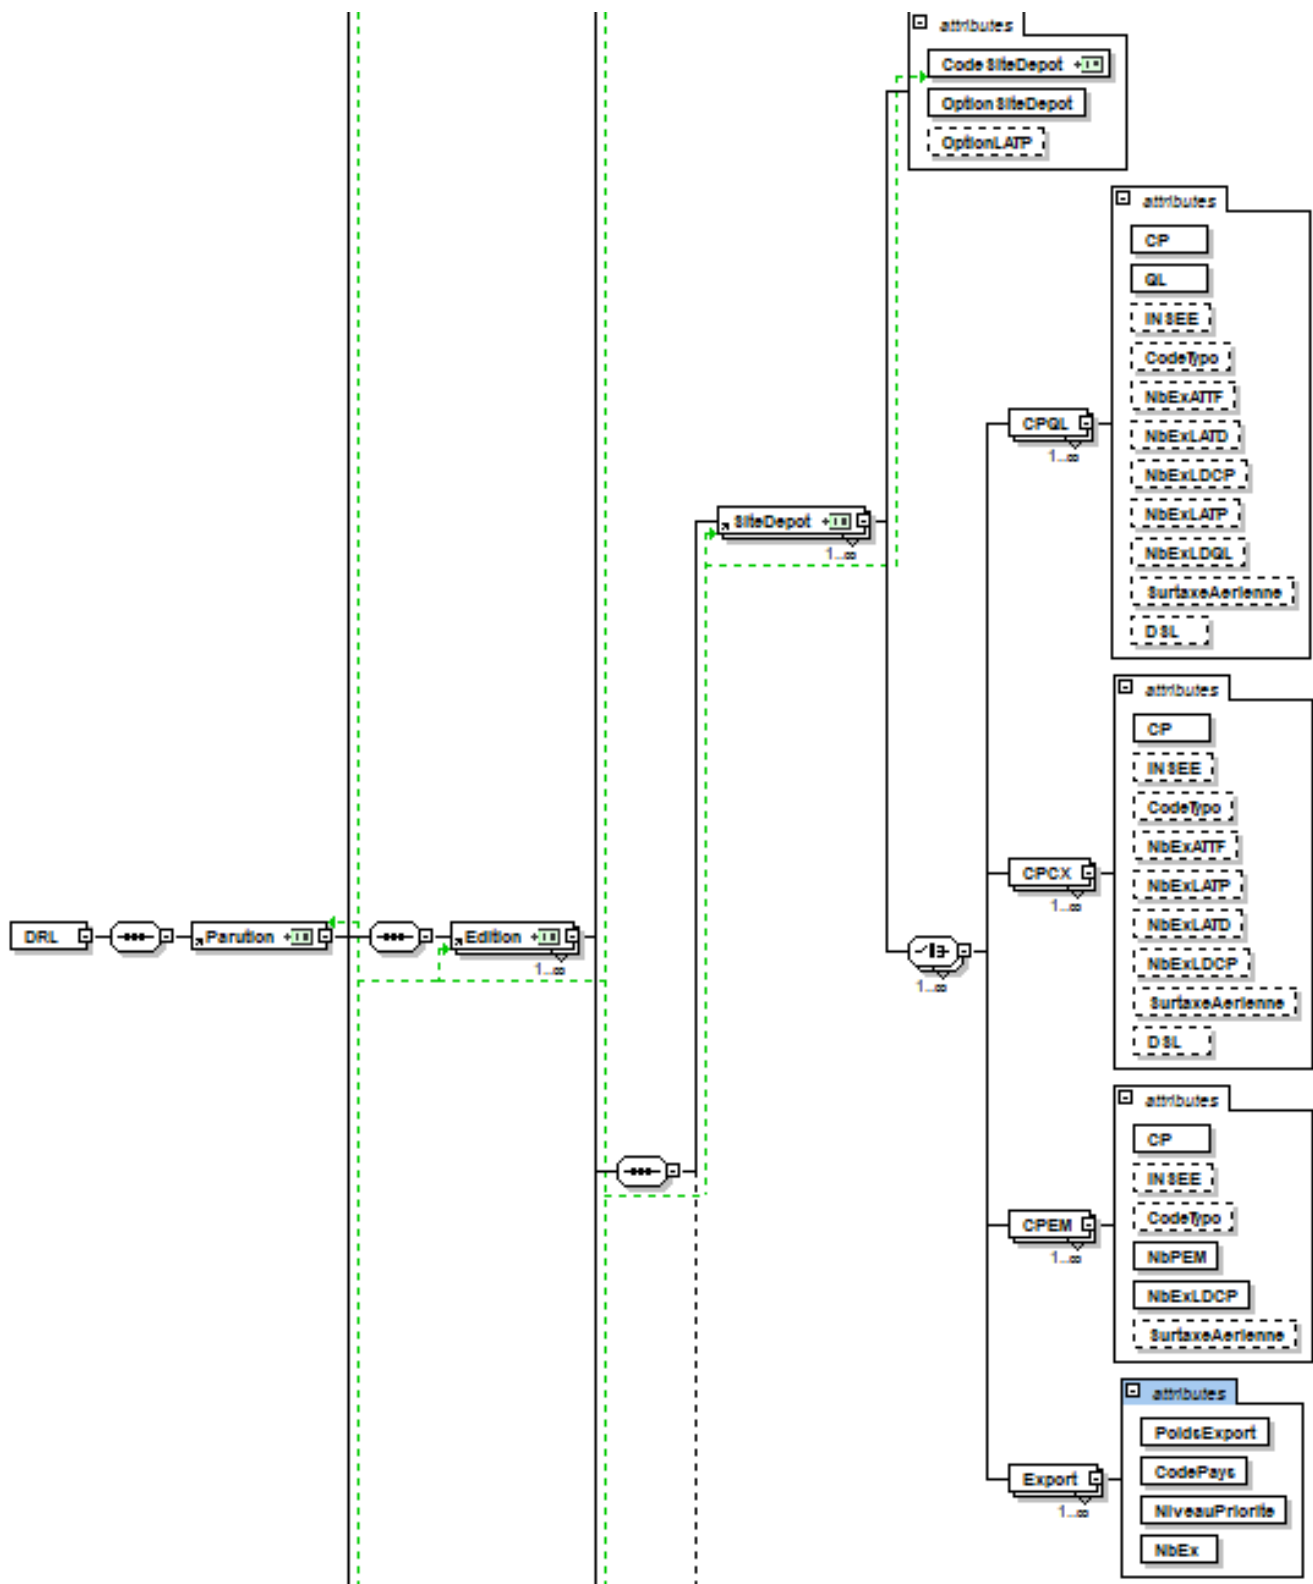 attributes
CodeSiteDepot
OptionSiteDepot
OptionLATP
attributes
CP
QL
INSEE
CodeTypo
NbExATTF
NbExLATD
NbExLDCP
NbExLATP
NbExLDQL
SurtaxeAerienne
DSL
CPQL
1..∞
SiteDepot
1..∞
attributes
CP
INSEE
CodeTypo
NbExATTF
NbExLATP
NbExLATD
NbExLDCP
SurtaxeAerienne
DSL
CPCX
1..∞
DRL
Parution
Edition
1..∞
1..∞
attributes
CP
INSEE
CodeTypo
NbPEM
NbExLDCP
SurtaxeAerienne
CPEM
1..∞
attributes
PoidsExport
CodePays
NiveauPriorite
NbEx
Export
1..∞